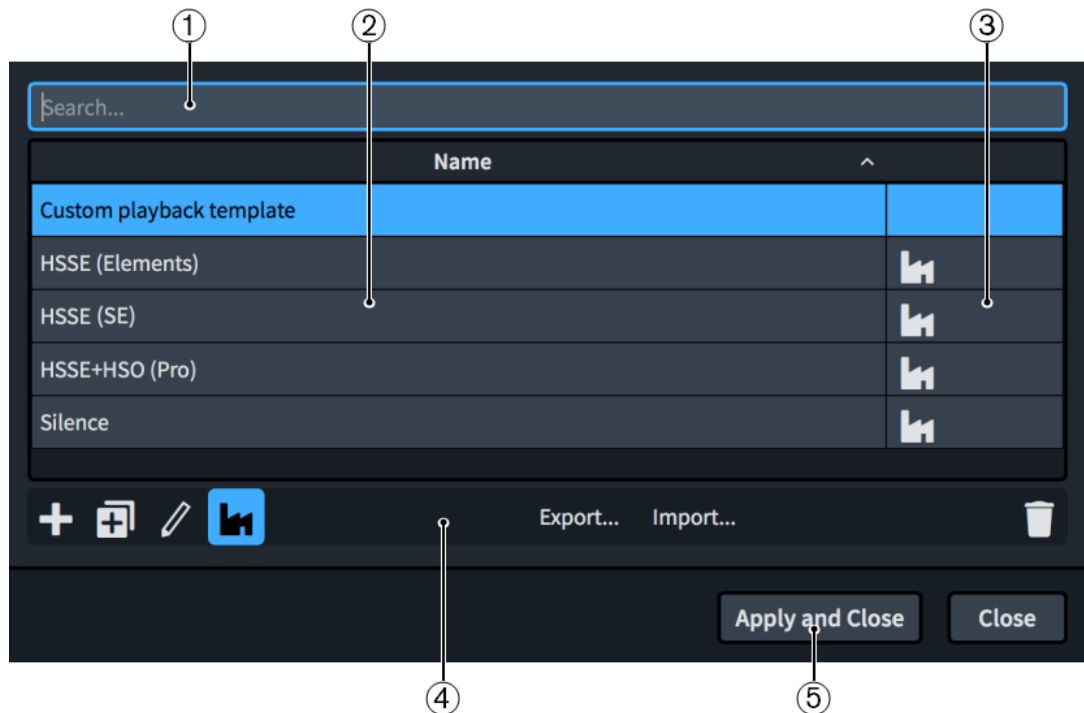 ① ② ③
Search...
Name
Custom playback template
HSSE (Elements)
HSSE (SE)
HSSE+HSO (Pro)
Silence
Export... Import...
Apply and Close Close
④ ⑤